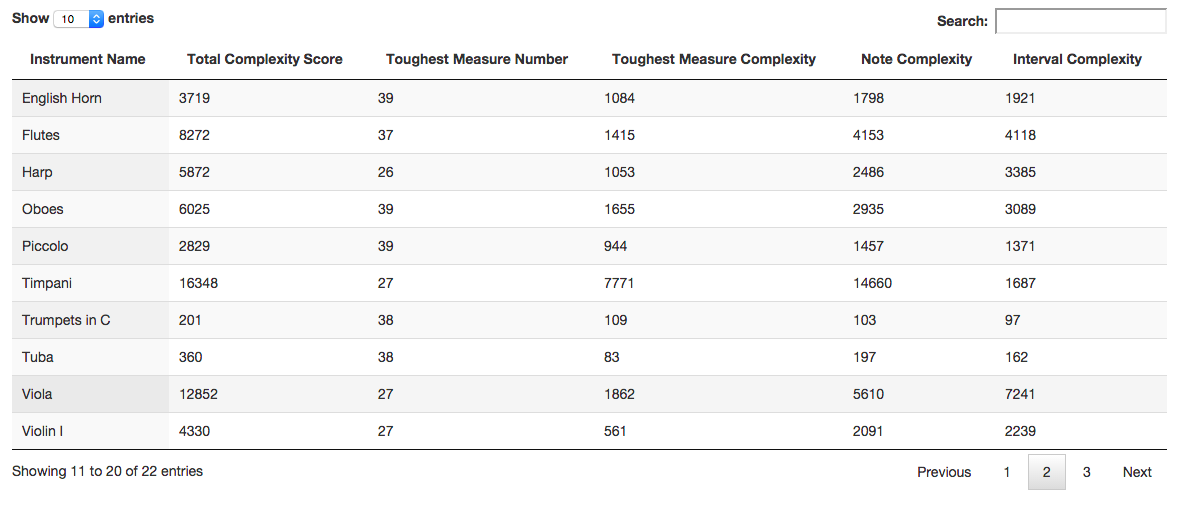 Show 10 entries Search:
Instrument Name Total Complexity Score Toughest Measure Number Toughest Measure Complexity Note Complexity Interval Complexity
English Horn 3719 39 1084 1798 1921
Flutes 8272 37 1415 4153 4118
Harp 5872 26 1053 2486 3385
Oboes 6025 39 1655 2935 3089
Piccolo 2829 39 944 1457 1371
Timpani 16348 27 7771 14660 1687
Trumpets in C 201 38 109 103 97
Tuba 360 38 83 197 162
Viola 12852 27 1862 5610 7241
Violin I 4330 27 561 2091 2239
Showing 11 to 20 of 22 entries Previous 1 2 3 Next